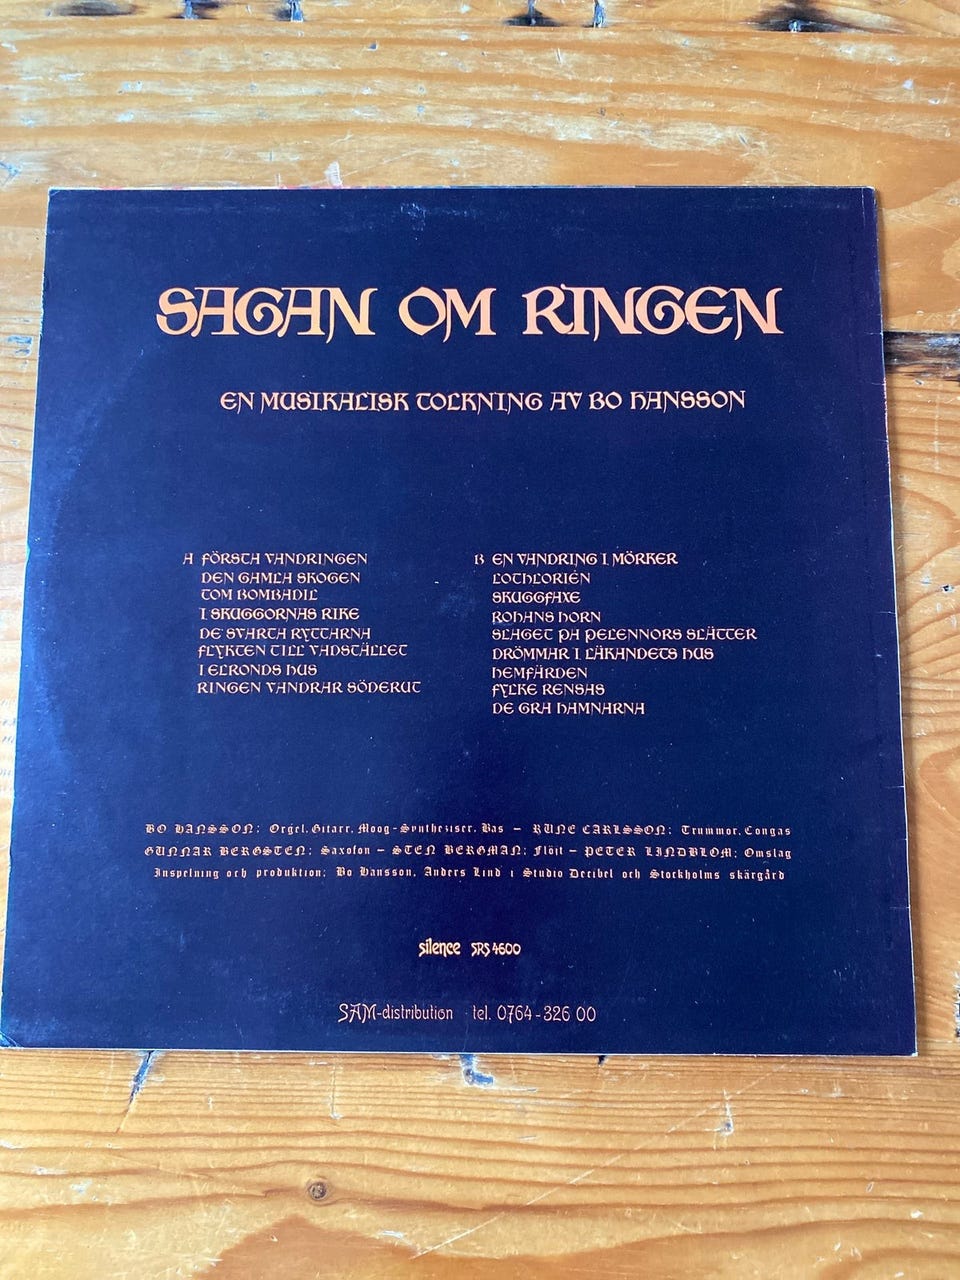 SAGAN OM RINGEN
EN MUSIKALISK TOLKNING AV BO HANSSON
A FÖRSTA VANDRINGEN
DEN GAMLA SKOGEN
TOM BOMBADIL
I SKUGGORNAS RIKE
DE SVARTA RYTTARNA
FLYKTEN TILL VADSTÄLLET
I ELRONDS HUS
RINGEN VANDRAR SÖDERUT
B EN VANDRING I MÖRKER
LOTHLORIÉN
SKUGGFAXE
ROHANS HORN
SLAGET PA PELENNORS SLÄTTER
DRÖMMAR I LÄKANDETS HUS
HEMFÄRDEN
FYLKE RENSAS
DE GRA HAMNARNA
BO HANSSON: Orgel, Gitarr, Moog-Syntheziser, Bas – RUNE CARLSSON: Trummor, Congas
GUNNAR BERGSTEN: Saxofon – STEN BERGMAN: Flöjt – PETER LINDBLOM: Omslag
Inspelning och produktion: Bo Hansson, Anders Lind i Studio Decibel och Stockholms skärgård
silence SRS 4600
SAM-distribution tel. 0764-326 00